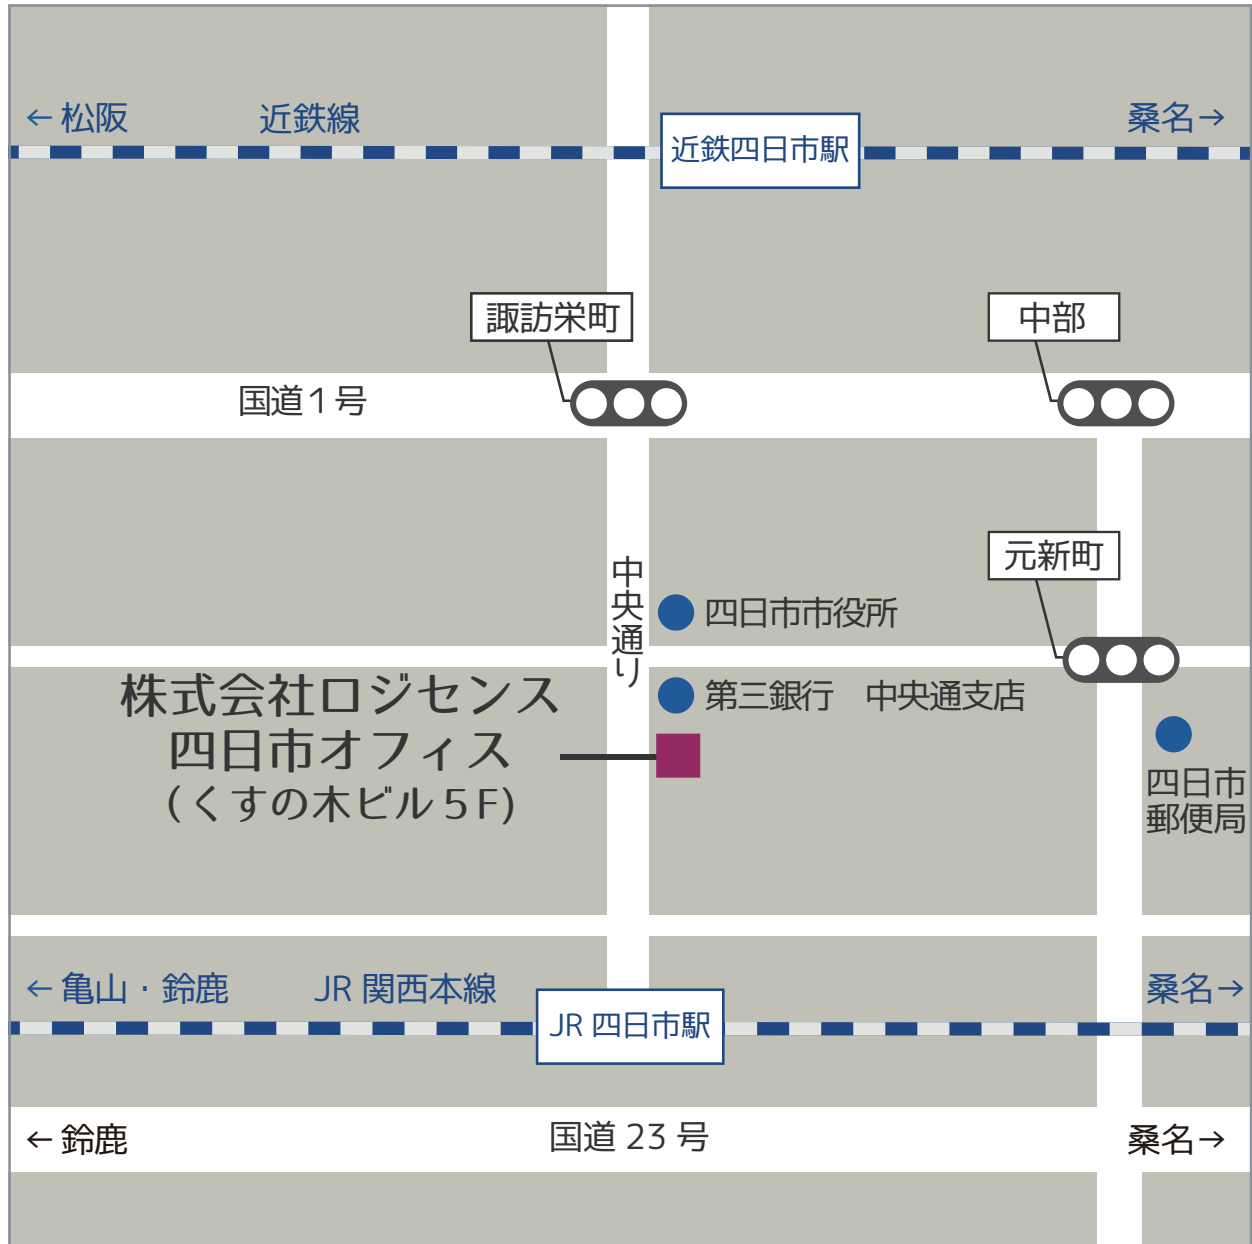 ← 松阪
近鉄線
桑名→
近鉄四日市駅
諏訪栄町
中部
国道1号
元新町
中央通り
四日市市役所
第三銀行　中央通支店
株式会社ロジセンス
四日市オフィス
(くすの木ビル5F)
四日市
郵便局
← 亀山・鈴鹿
JR 関西本線
桑名→
JR 四日市駅
← 鈴鹿
国道 23 号
桑名→